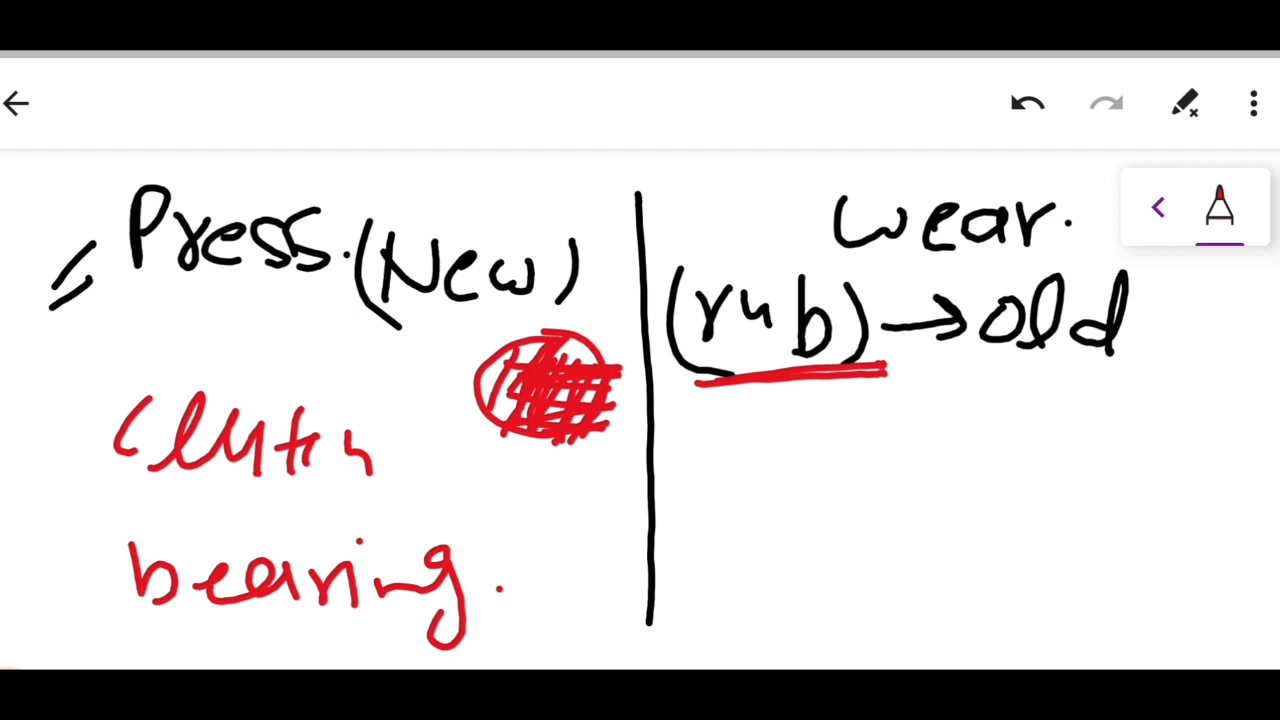 Press. (New)
clutch
bearing.
wear.
(rub) → old